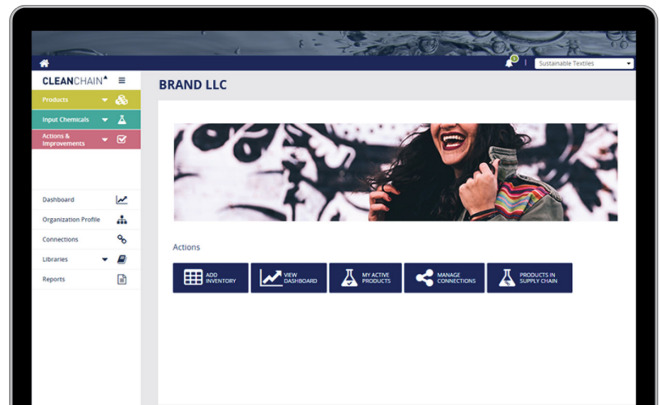 Sustainable Textiles
CLEANCHAIN
BRAND LLC
Products
Input Chemicals
Actions &
Improvements
Dashboard
Organization Profile
Connections
Libraries
Reports
Actions
ADD
INVENTORY
VIEW
DASHBOARD
MY ACTIVE
PRODUCTS
MANAGE
CONNECTIONS
PRODUCTS IN
SUPPLY CHAIN